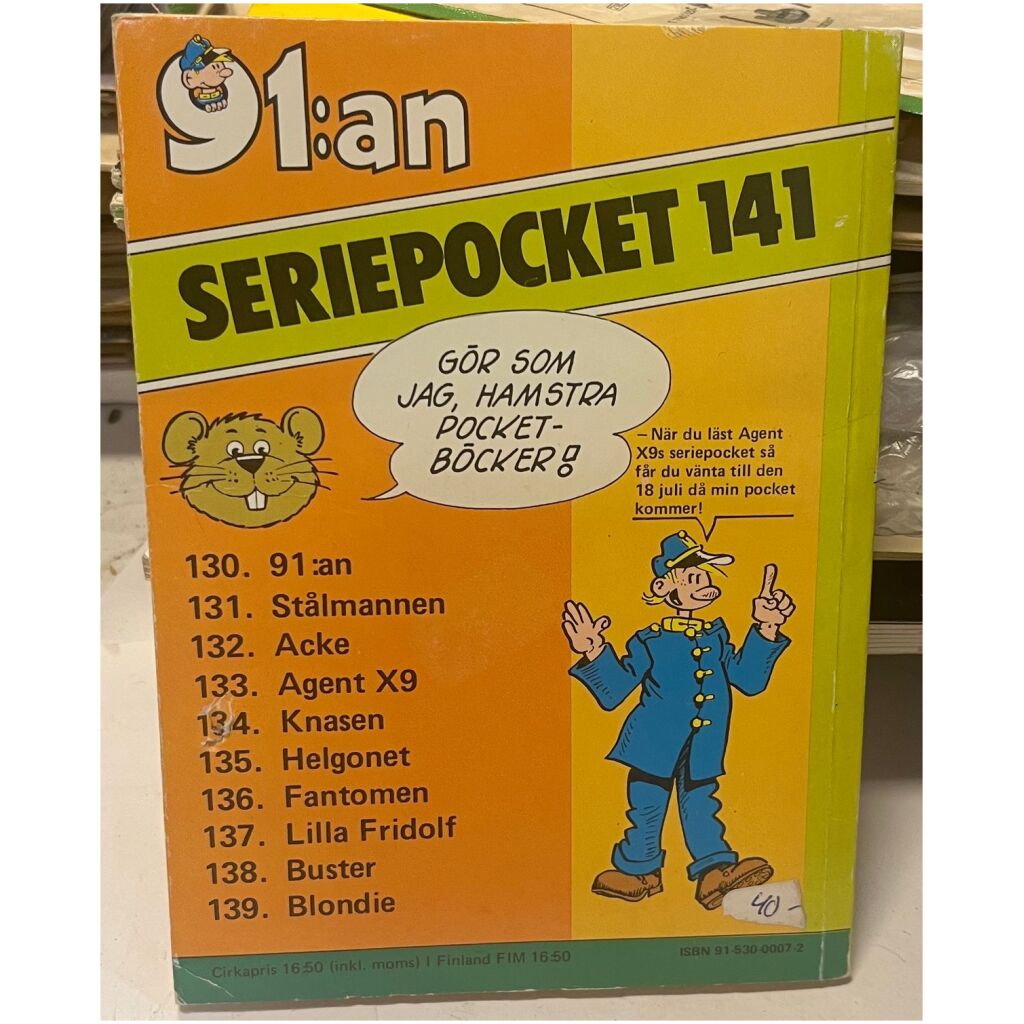 91:an
SERIEPOCKET 141
GÖR SOM
JAG, HAMSTRA
POCKET-
BÖCKER!
– När du läst Agent
X9s seriepocket så
får du vänta till den
18 juli då min pocket
kommer!
130. 91:an
131. Stålmannen
132. Acke
133. Agent X9
134. Knasen
135. Helgonet
136. Fantomen
137. Lilla Fridolf
138. Buster
139. Blondie
40-
Cirkapris 16:50 (inkl. moms) I Finland FIM 16:50
ISBN 91-530-0007-2